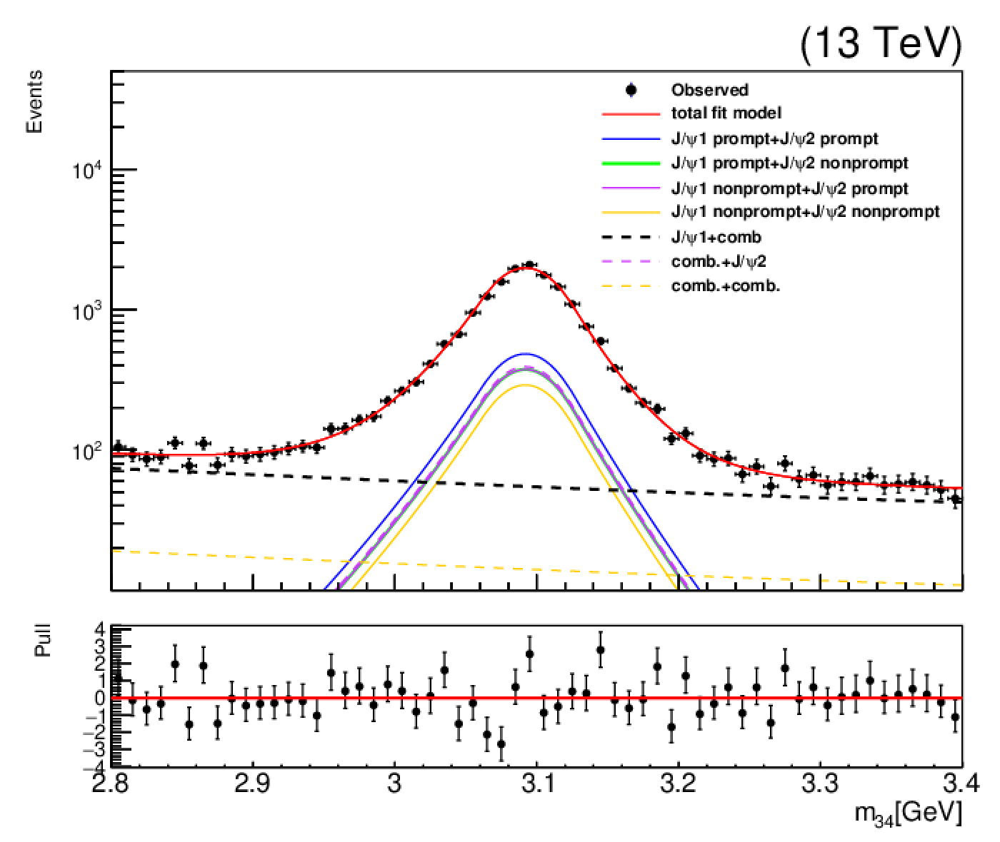 (13 TeV)
Events
Observed
total fit model
J/ψ1 prompt+J/ψ2 prompt
J/ψ1 prompt+J/ψ2 nonprompt
J/ψ1 nonprompt+J/ψ2 prompt
J/ψ1 nonprompt+J/ψ2 nonprompt
J/ψ1+comb
comb.+J/ψ2
comb.+comb.
10⁴
10³
10²
Pull
4
3
2
1
0
−1
−2
−3
−4
2.8 2.9 3 3.1 3.2 3.3 3.4
m₃₄[GeV]